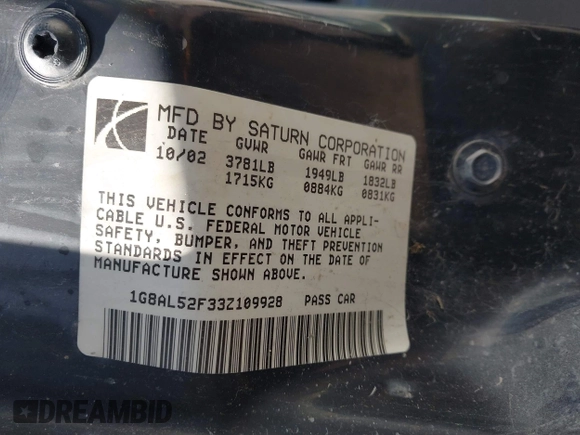 MFD BY SATURN CORPORATION
DATE GVWR GAWR FRT GAWR RR
10/02 3781LB 1949LB 1832LB
1715KG 0884KG 0831KG
THIS VEHICLE CONFORMS TO ALL APPLI-
CABLE U.S. FEDERAL MOTOR VEHICLE
SAFETY, BUMPER, AND THEFT PREVENTION
STANDARDS IN EFFECT ON THE DATE OF
MANUFACTURE SHOWN ABOVE.
1G8AL52F33Z109928 PASS CAR
DREAMBID